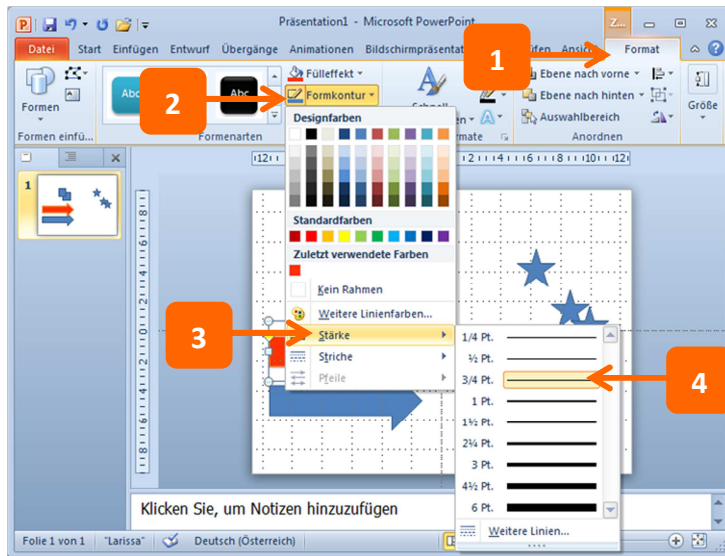 Präsentation1 - Microsoft PowerPoint
Z...
Datei Start Einfügen Entwurf Übergänge Animationen Bildschirmpräsentat Format
1
Abc
Abc
Fülleffekt
Formkontur
2
Ebene nach vorne
Ebene nach hinten
Auswahlbereich
Formen
Größe
Formen einfü...
Formenarten
Anordnen
Designfarben
Standardfarben
Zuletzt verwendete Farben
Kein Rahmen
Weitere Linienfarben...
Stärke
Striche
Pfeile
3
1
1/4 Pt.
½ Pt.
3/4 Pt.
1 Pt.
1½ Pt.
2¼ Pt.
3 Pt.
4½ Pt.
6 Pt.
Weitere Linien...
4
Klicken Sie, um Notizen hinzuzufügen
Folie 1 von 1 "Larissa" Deutsch (Österreich)